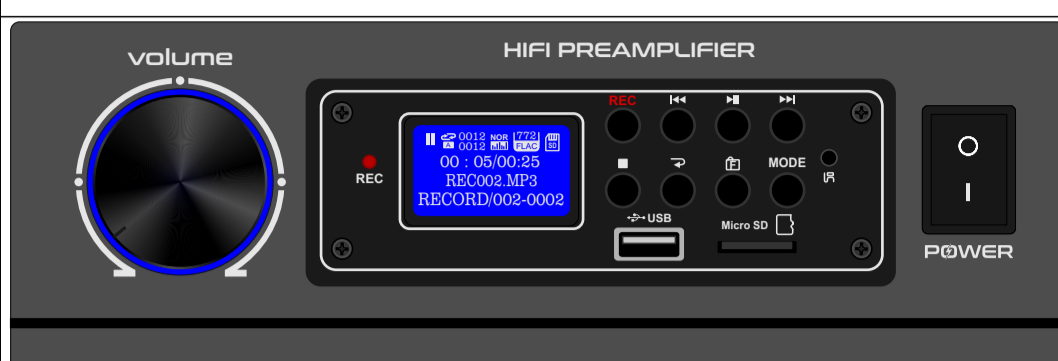 volume
HIFI PREAMPLIFIER
REC
0012 NOR 772
A 0012 FLAC SD
00 : 05/00:25
REC002.MP3
RECORD/002-0002
REC
MODE
F
IR
USB
Micro SD
O
I
POWER